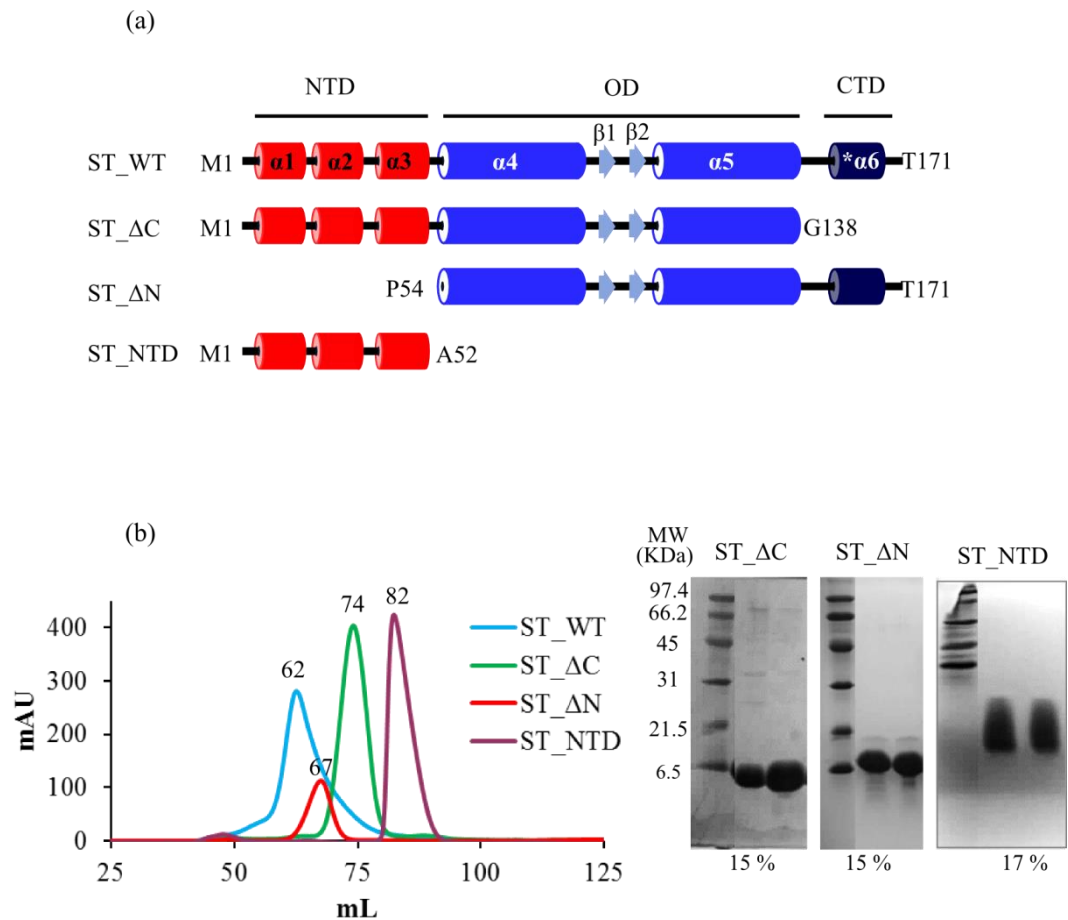 (a)
NTD OD CTD
β1 β2
ST_WT M1 α1 α2 α3 α4 α5 *α6 T171
ST_ΔC M1 G138
ST_ΔN P54 T171
ST_NTD M1 A52
(b)
MW
(KDa)
ST_ΔC ST_ΔN ST_NTD
97.4
66.2
45
31
21.5
6.5
15 % 15 % 17 %
mAU
400
300
200
100
0
62 74 82
67
ST_WT
ST_ΔC
ST_ΔN
ST_NTD
25 50 75 100 125
mL